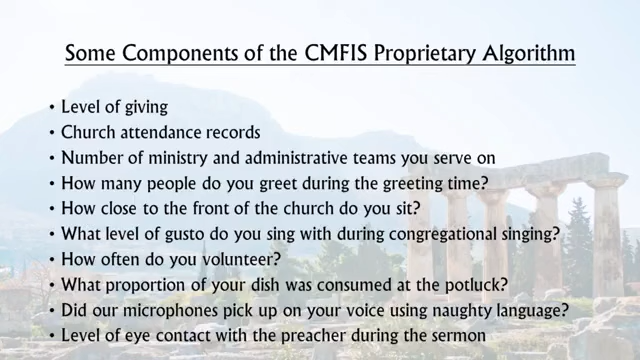 Some Components of the CMFIS Proprietary Algorithm
• Level of giving
• Church attendance records
• Number of ministry and administrative teams you serve on
• How many people do you greet during the greeting time?
• How close to the front of the church do you sit?
• What level of gusto do you sing with during congregational singing?
• How often do you volunteer?
• What proportion of your dish was consumed at the potluck?
• Did our microphones pick up on your voice using naughty language?
• Level of eye contact with the preacher during the sermon